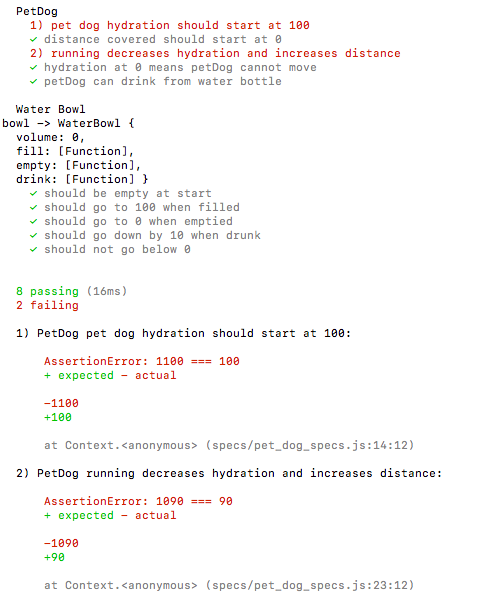 PetDog
1) pet dog hydration should start at 100
✓ distance covered should start at 0
2) running decreases hydration and increases distance
✓ hydration at 0 means petDog cannot move
✓ petDog can drink from water bottle
Water Bowl
bowl -> WaterBowl {
volume: 0,
fill: [Function],
empty: [Function],
drink: [Function] }
✓ should be empty at start
✓ should go to 100 when filled
✓ should go to 0 when emptied
✓ should go down by 10 when drunk
✓ should not go below 0
8 passing (16ms)
2 failing
1) PetDog pet dog hydration should start at 100:
AssertionError: 1100 === 100
+ expected - actual
-1100
+100
at Context.<anonymous> (specs/pet_dog_specs.js:14:12)
2) PetDog running decreases hydration and increases distance:
AssertionError: 1090 === 90
+ expected - actual
-1090
+90
at Context.<anonymous> (specs/pet_dog_specs.js:23:12)